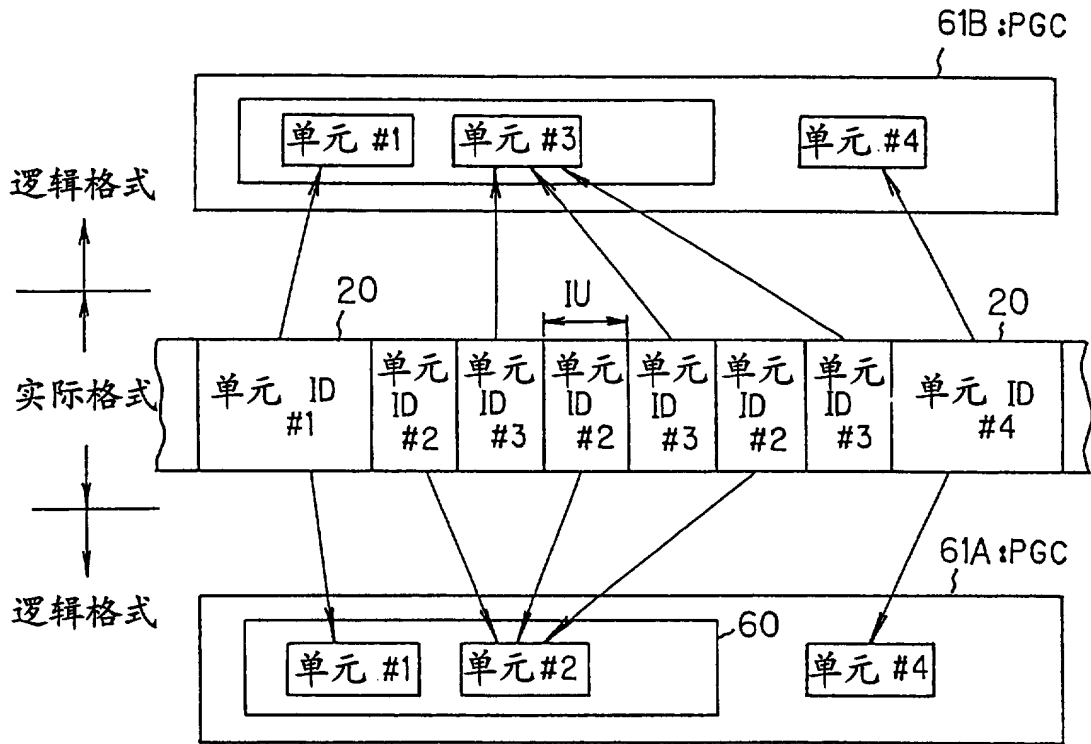 61B:PGC
单元 #1
单元 #3
单元 #4
逻辑格式
20
IU
20
实际格式
单元 ID
#1
单元
ID
#2
单元
ID
#3
单元
ID
#2
单元
ID
#3
单元
ID
#2
单元
ID
#3
单元 ID
#4
61A:PGC
逻辑格式
60
单元 #1
单元#2
单元 #4